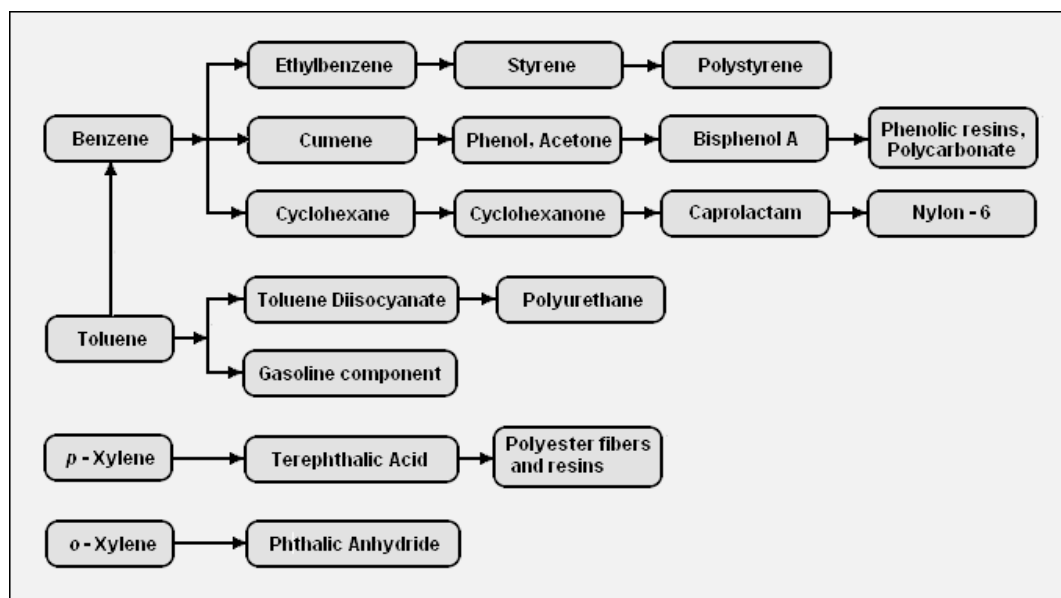 Ethylbenzene
Styrene
Polystyrene
Benzene
Cumene
Phenol, Acetone
Bisphenol A
Phenolic resins,
Polycarbonate
Cyclohexane
Cyclohexanone
Caprolactam
Nylon - 6
Toluene Diisocyanate
Polyurethane
Toluene
Gasoline component
p - Xylene
Terephthalic Acid
Polyester fibers
and resins
o - Xylene
Phthalic Anhydride